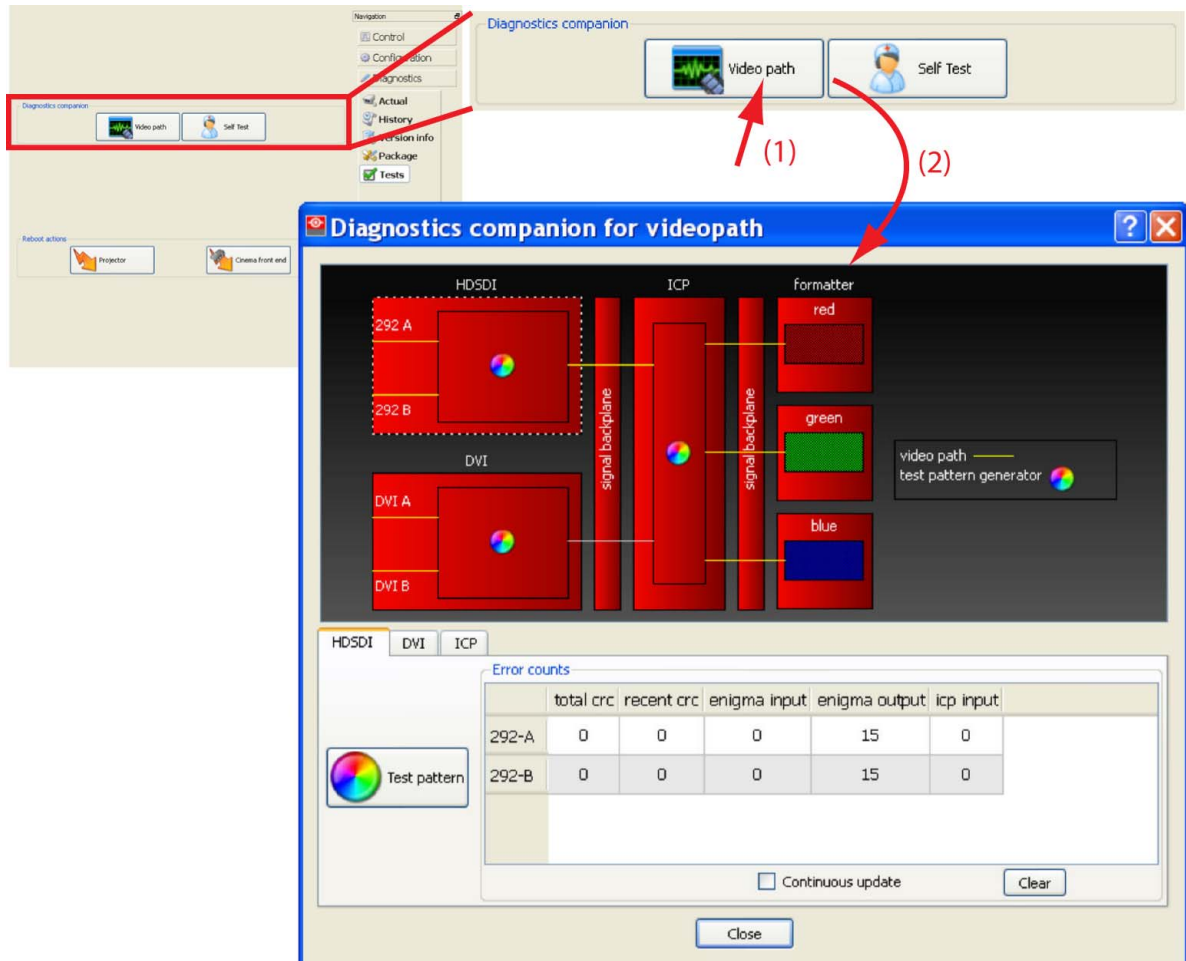 Navigation
Control
Configuration
Diagnostics
Actual
History
Version info
Package
Tests
Diagnostics companion
Video path
Self Test
Reboot actions
Projector
Cinema front end
Diagnostics companion
Video path
Self Test
(1)
(2)
Diagnostics companion for videopath
HDSDI
ICP
formatter
292 A
292 B
DVI
DVI A
DVI B
signal backplane
signal backplane
red
green
blue
video path
test pattern generator
HDSDI DVI ICP
Error counts
total crc recent crc enigma input enigma output icp input
292-A 0 0 0 15 0
292-B 0 0 0 15 0
Test pattern
Continuous update
Clear
Close